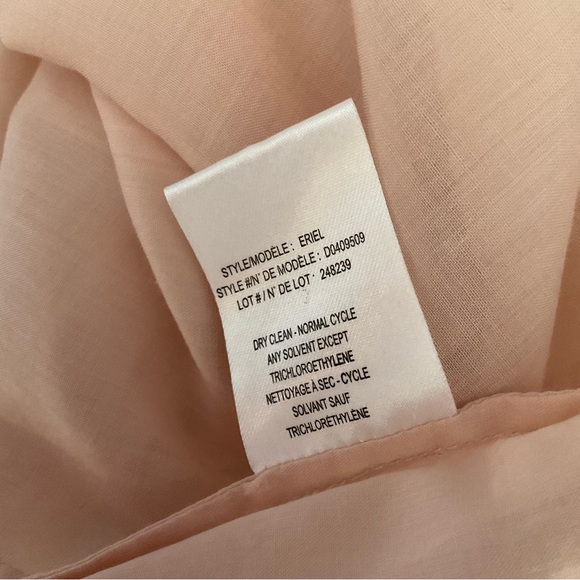 STYLE/MODÈLE : ERIEL
STYLE #/N° DE MODÈLE : D0409509
LOT # / N° DE LOT : 248239
DRY CLEAN - NORMAL CYCLE
ANY SOLVENT EXCEPT
TRICHLOROETHYLENE
NETTOYAGE À SEC - CYCLE
SOLVANT SAUF
TRICHLORÉTHYLÈNE